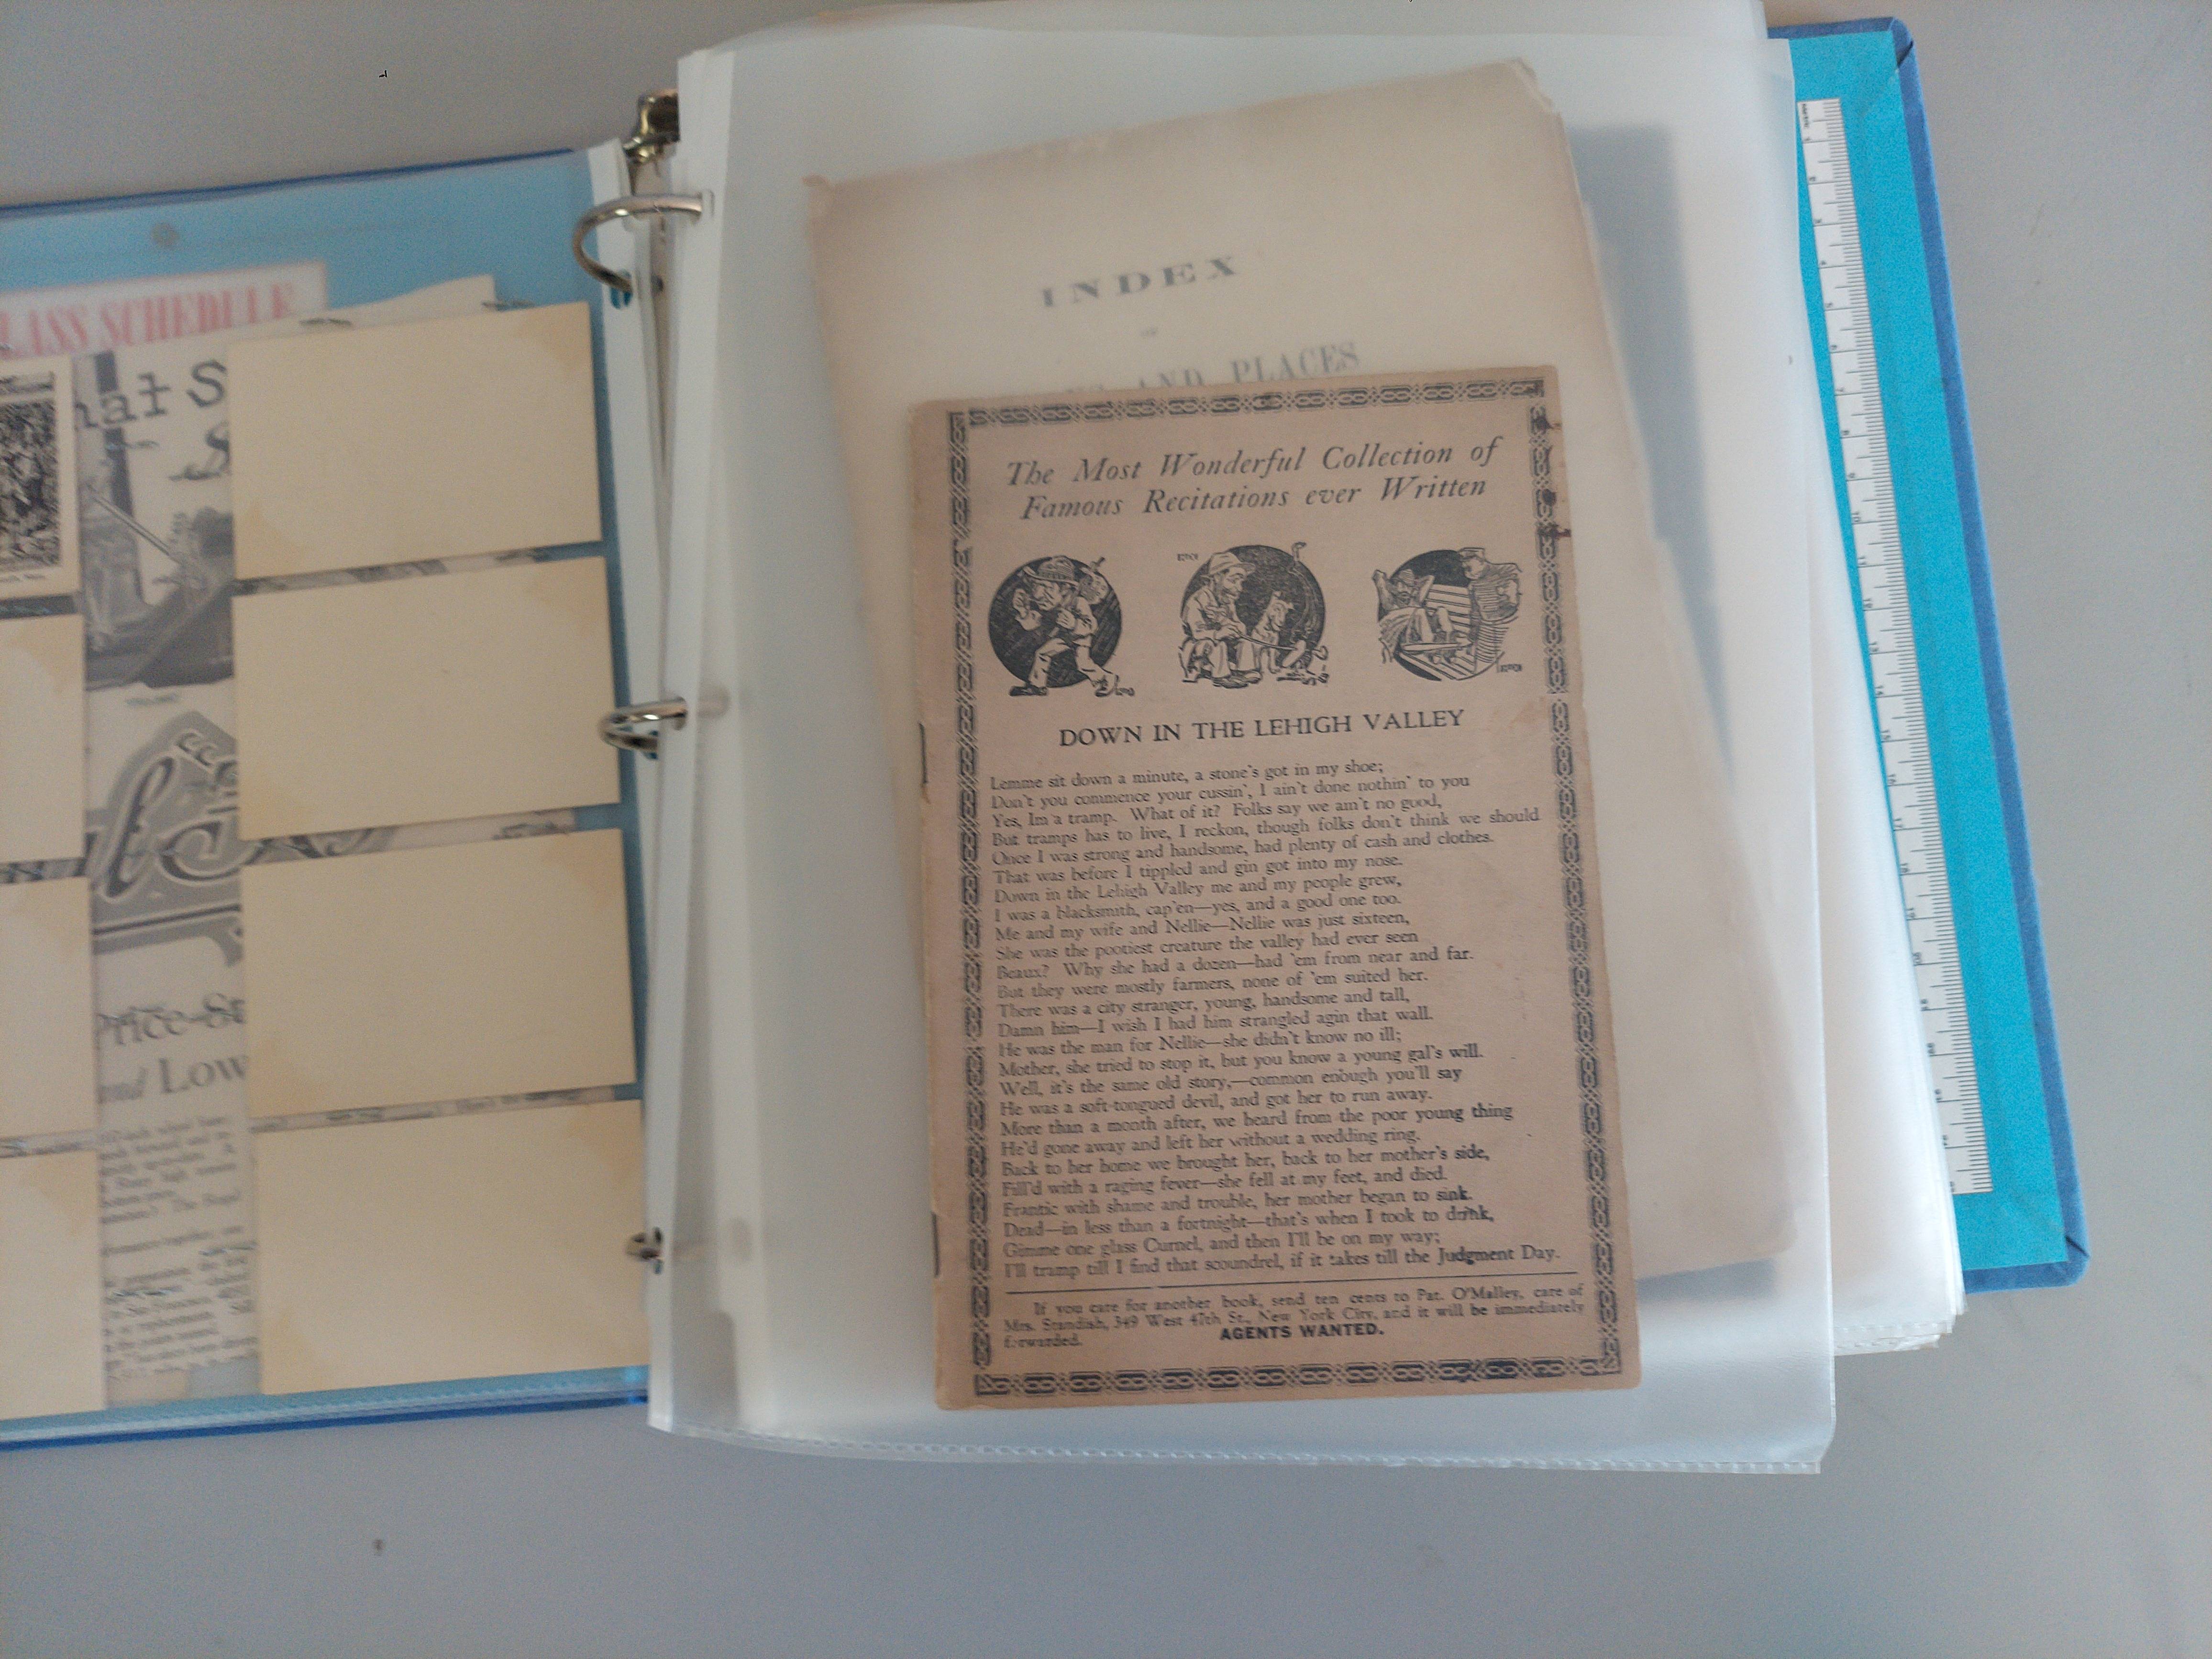 LASS SCHEDULE
hat S
Price-
and Low
INDEX
AND PLACES
The Most Wonderful Collection of
Famous Recitations ever Written
DOWN IN THE LEHIGH VALLEY
Lemme sit down a minute, a stone's got in my shoe;
Don't you commence your cussin', I ain't done nothin' to you
Yes, Im a tramp. What of it? Folks say we ain't no good,
But tramps has to live, I reckon, though folks don't think we should
Once I was strong and handsome, had plenty of cash and clothes.
That was before I tippled and gin got into my nose.
Down in the Lehigh Valley me and my people grew,
I was a blacksmith, cap'en—yes, and a good one too.
Me and my wife and Nellie—Nellie was just sixteen,
She was the pootiest creature the valley had ever seen
Beaux? Why she had a dozen—had 'em from near and far.
But they were mostly farmers, none of 'em suited her.
There was a city stranger, young, handsome and tall,
Damn him—I wish I had him strangled agin that wall.
He was the man for Nellie—she didn't know no ill;
Mother, she tried to stop it, but you know a young gal's will.
Well, it's the same old story,—common enough you'll say
He was a soft-tongued devil, and got her to run away.
More than a month after, we heard from the poor young thing
He'd gone away and left her without a wedding ring.
Back to her home we brought her, back to her mother's side,
Fill'd with a raging fever—she fell at my feet, and died.
Frantic with shame and trouble, her mother began to sink.
Dead—in less than a fortnight—that's when I took to drink,
Gimme one glass Curnel, and then I'll be on my way;
I'll tramp till I find that scoundrel, if it takes till the Judgment Day.
If you care for another book, send ten cents to Pat. O'Malley, care of
Mrs. Standish, 349 West 47th St., New York City, and it will be immediately
forwarded.
AGENTS WANTED.